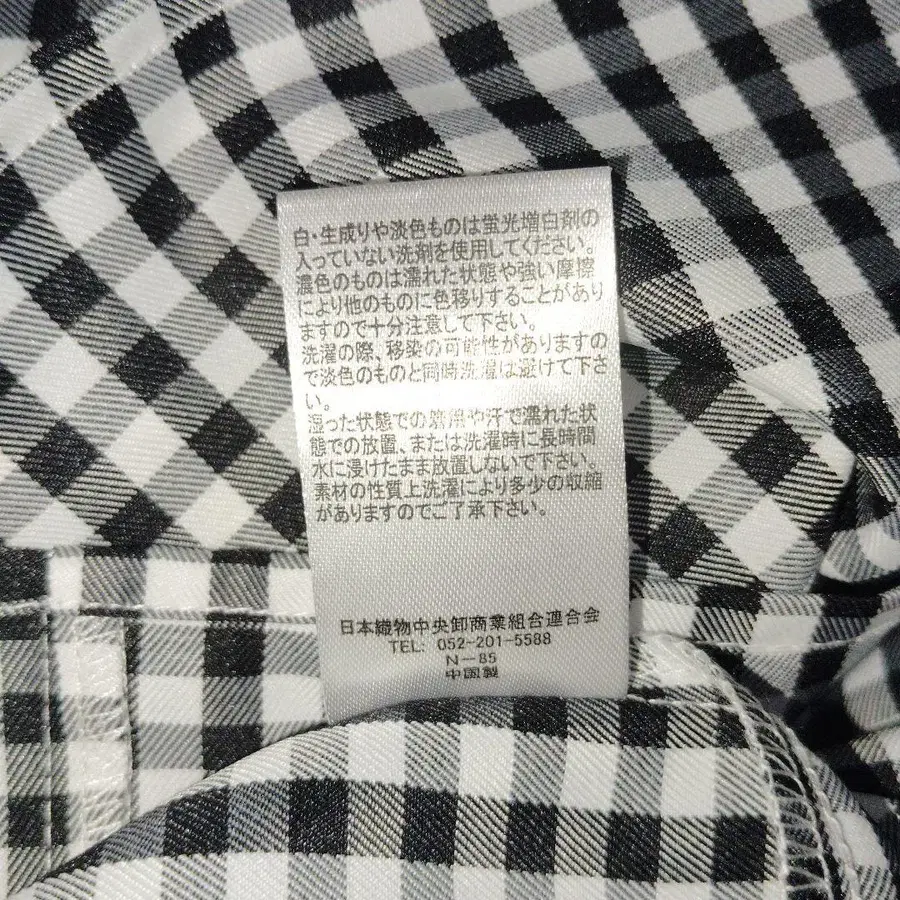 白・生成りや淡色ものは蛍光増白剤の
入っていない洗剤を使用してください。
濃色のものは濡れた状態や強い摩擦
により他のものに色移りすることがあり
ますので十分注意して下さい。
洗濯の際、移染の可能性がありますの
で淡色のものと同時洗濯は避けて下さ
い。
湿った状態での着用や汗で濡れた状
態での放置、または洗濯時に長時間
水に浸けたまま放置しないで下さい。
素材の性質上洗濯により多少の収縮
がありますのでご了承下さい。
日本織物中央卸商業組合連合会
TEL: 052-201-5588
N-85
中国製